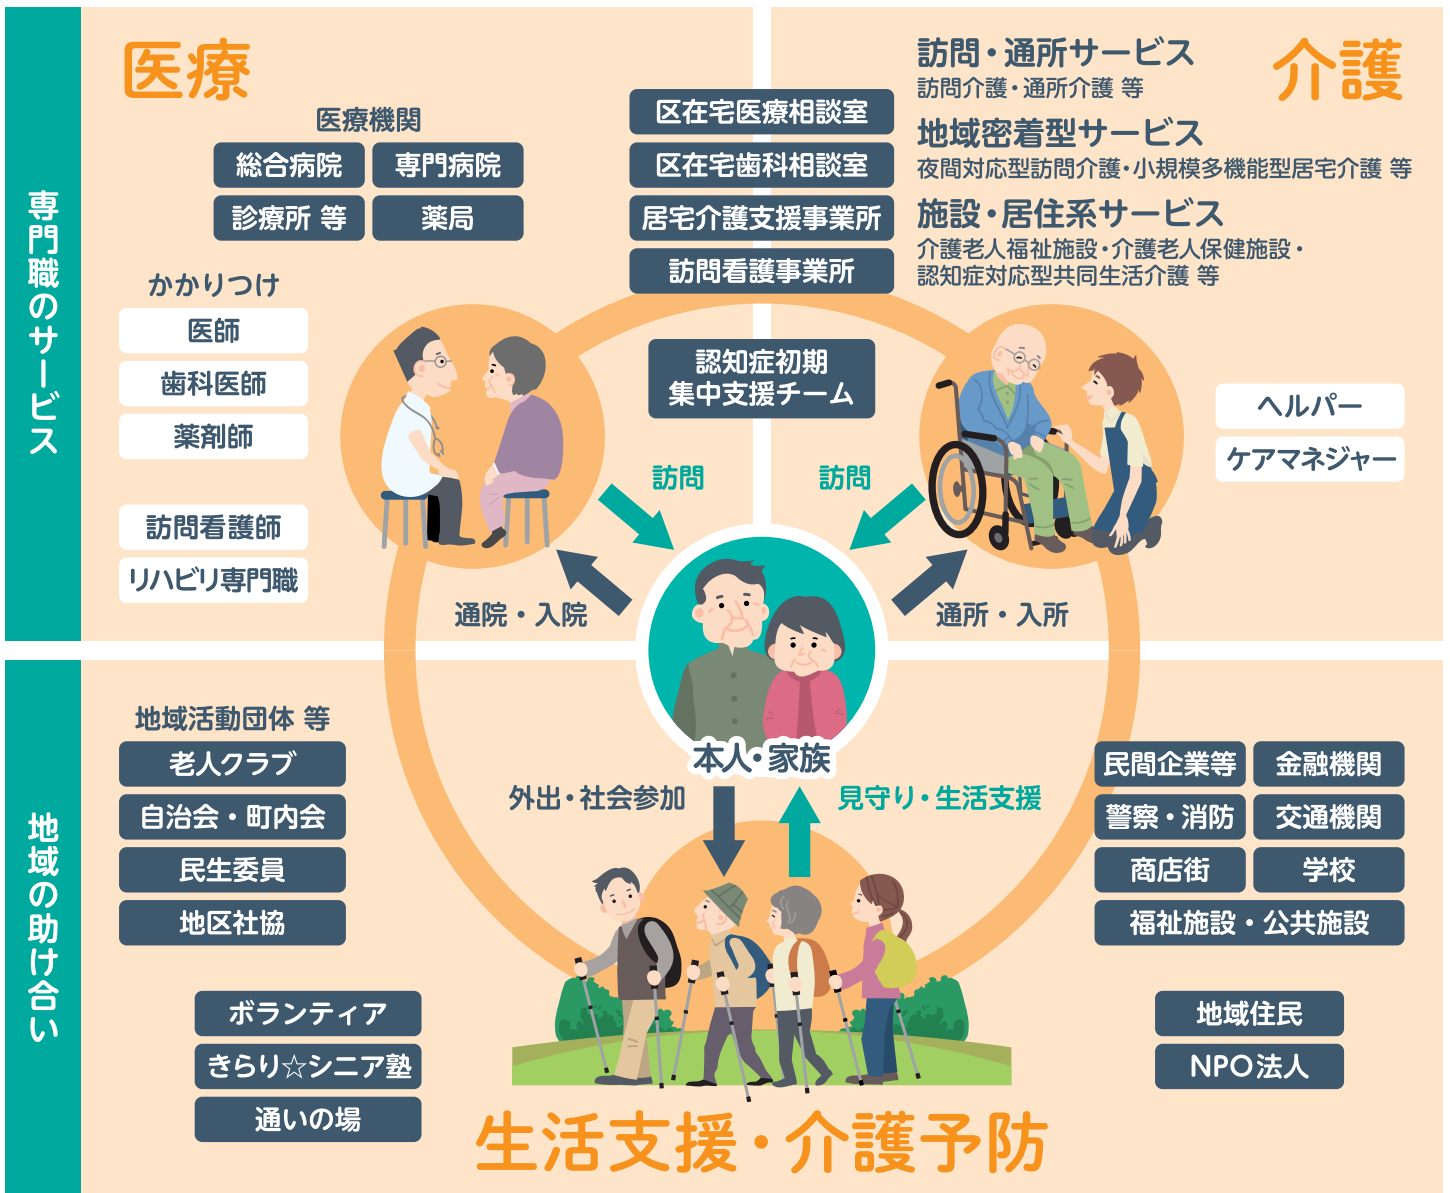 専門職のサービス
医療
医療機関
総合病院
専門病院
診療所 等
薬局
かかりつけ
医師
歯科医師
薬剤師
訪問看護師
リハビリ専門職
区在宅医療相談室
区在宅歯科相談室
居宅介護支援事業所
訪問看護事業所
認知症初期
集中支援チーム
介護
訪問・通所サービス
訪問介護・通所介護 等
地域密着型サービス
夜間対応型訪問介護・小規模多機能型居宅介護 等
施設・居住系サービス
介護老人福祉施設・介護老人保健施設・
認知症対応型共同生活介護 等
ヘルパー
ケアマネジャー
訪問
訪問
通院・入院
通所・入所
本人・家族
外出・社会参加
見守り・生活支援
地域の助け合い
地域活動団体 等
老人クラブ
自治会・町内会
民生委員
地区社協
ボランティア
きらり☆シニア塾
通いの場
民間企業等
金融機関
警察・消防
交通機関
商店街
学校
福祉施設・公共施設
地域住民
NPO法人
生活支援・介護予防